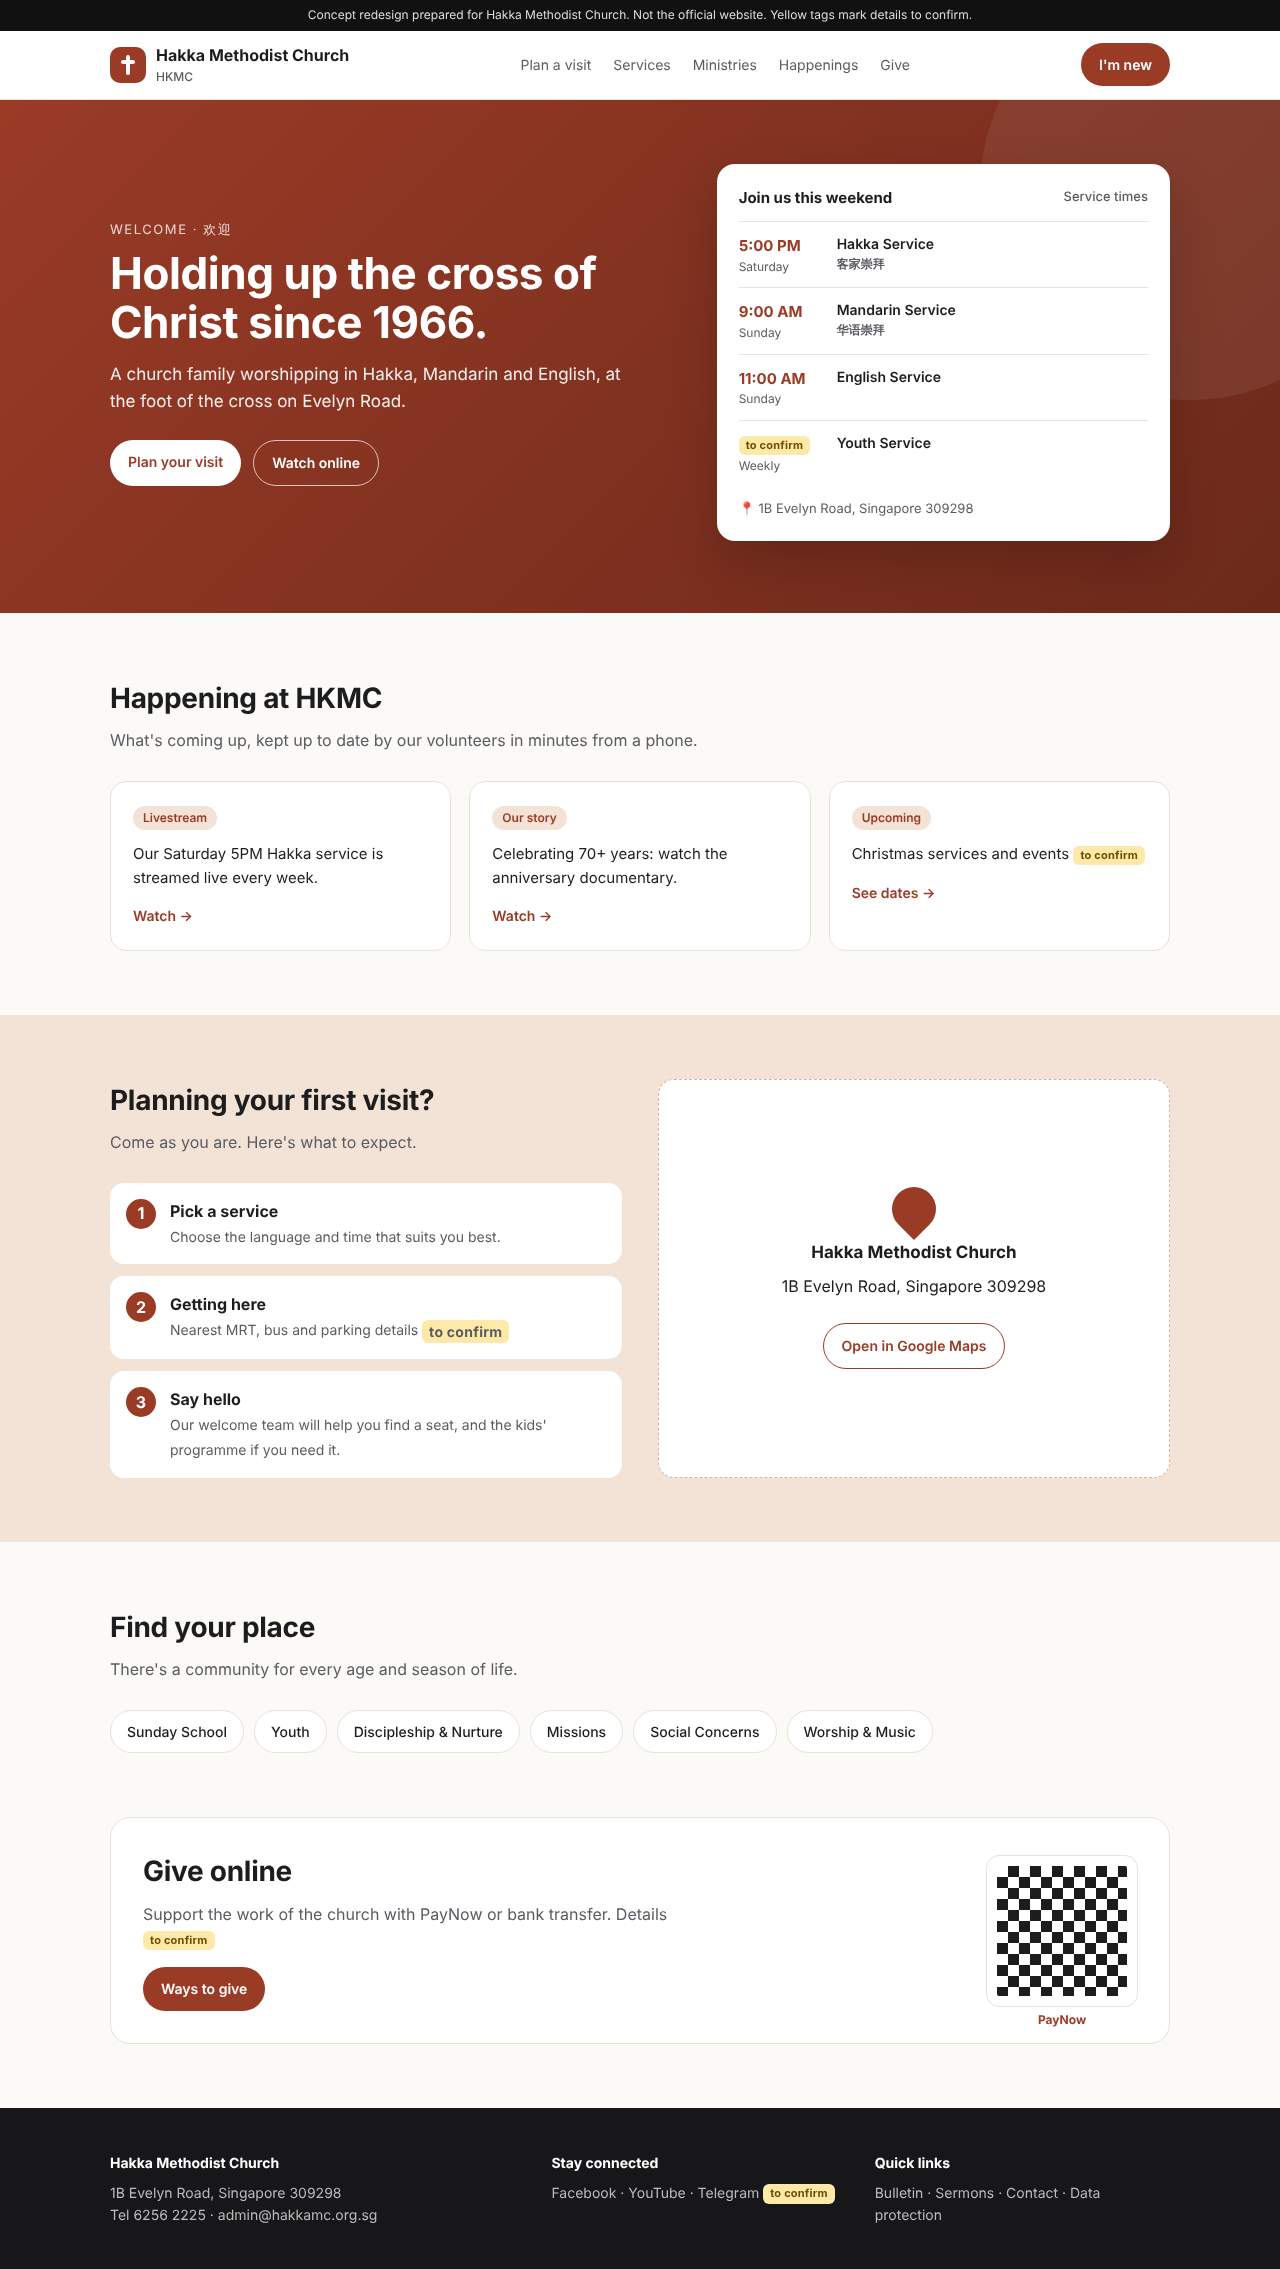 Concept redesign prepared for Hakka Methodist Church. Not the official website. Yellow tags mark details to confirm.
Hakka Methodist Church
HKMC
Plan a visit Services Ministries Happenings Give
I'm new
WELCOME · 欢迎
Holding up the cross of
Christ since 1966.
A church family worshipping in Hakka, Mandarin and English, at
the foot of the cross on Evelyn Road.
Plan your visit Watch online
Join us this weekend Service times
5:00 PM Hakka Service
Saturday 客家崇拜
9:00 AM Mandarin Service
Sunday 华语崇拜
11:00 AM English Service
Sunday
to confirm Youth Service
Weekly
📍 1B Evelyn Road, Singapore 309298
Happening at HKMC
What's coming up, kept up to date by our volunteers in minutes from a phone.
Livestream
Our Saturday 5PM Hakka service is
streamed live every week.
Watch →
Our story
Celebrating 70+ years: watch the
anniversary documentary.
Watch →
Upcoming
Christmas services and events to confirm
See dates →
Planning your first visit?
Come as you are. Here's what to expect.
1 Pick a service
Choose the language and time that suits you best.
2 Getting here
Nearest MRT, bus and parking details to confirm
3 Say hello
Our welcome team will help you find a seat, and the kids'
programme if you need it.
Hakka Methodist Church
1B Evelyn Road, Singapore 309298
Open in Google Maps
Find your place
There's a community for every age and season of life.
Sunday School Youth Discipleship & Nurture Missions Social Concerns Worship & Music
Give online
Support the work of the church with PayNow or bank transfer. Details
to confirm
Ways to give
PayNow
Hakka Methodist Church
1B Evelyn Road, Singapore 309298
Tel 6256 2225 · admin@hakkamc.org.sg
Stay connected
Facebook · YouTube · Telegram to confirm
Quick links
Bulletin · Sermons · Contact · Data
protection